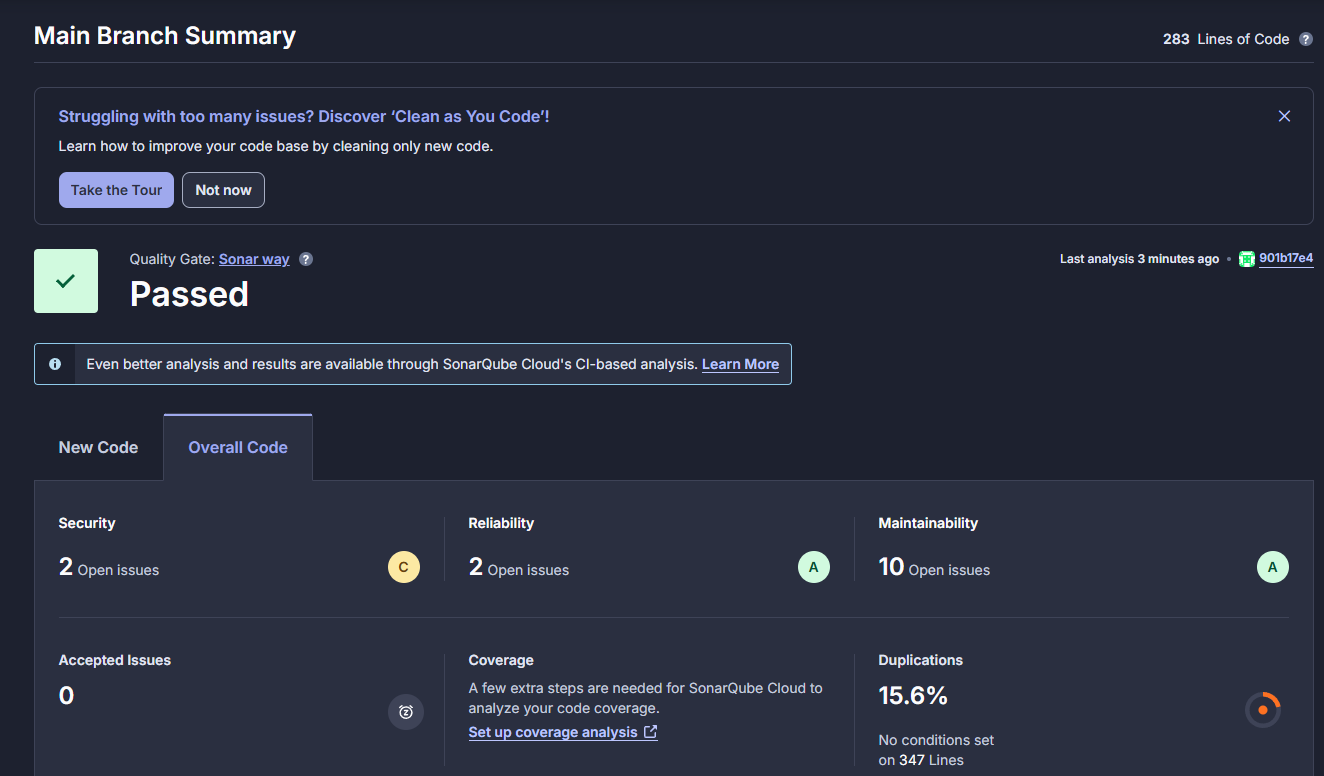 Main Branch Summary
283 Lines of Code ?
Struggling with too many issues? Discover ‘Clean as You Code’!
Learn how to improve your code base by cleaning only new code.
Take the Tour
Not now
Quality Gate: Sonar way ?
Passed
Last analysis 3 minutes ago • 901b17e4
Even better analysis and results are available through SonarQube Cloud's CI-based analysis. Learn More
New Code
Overall Code
Security
2 Open issues
C
Reliability
2 Open issues
A
Maintainability
10 Open issues
A
Accepted Issues
0
Coverage
A few extra steps are needed for SonarQube Cloud to
analyze your code coverage.
Set up coverage analysis
Duplications
15.6%
No conditions set
on 347 Lines